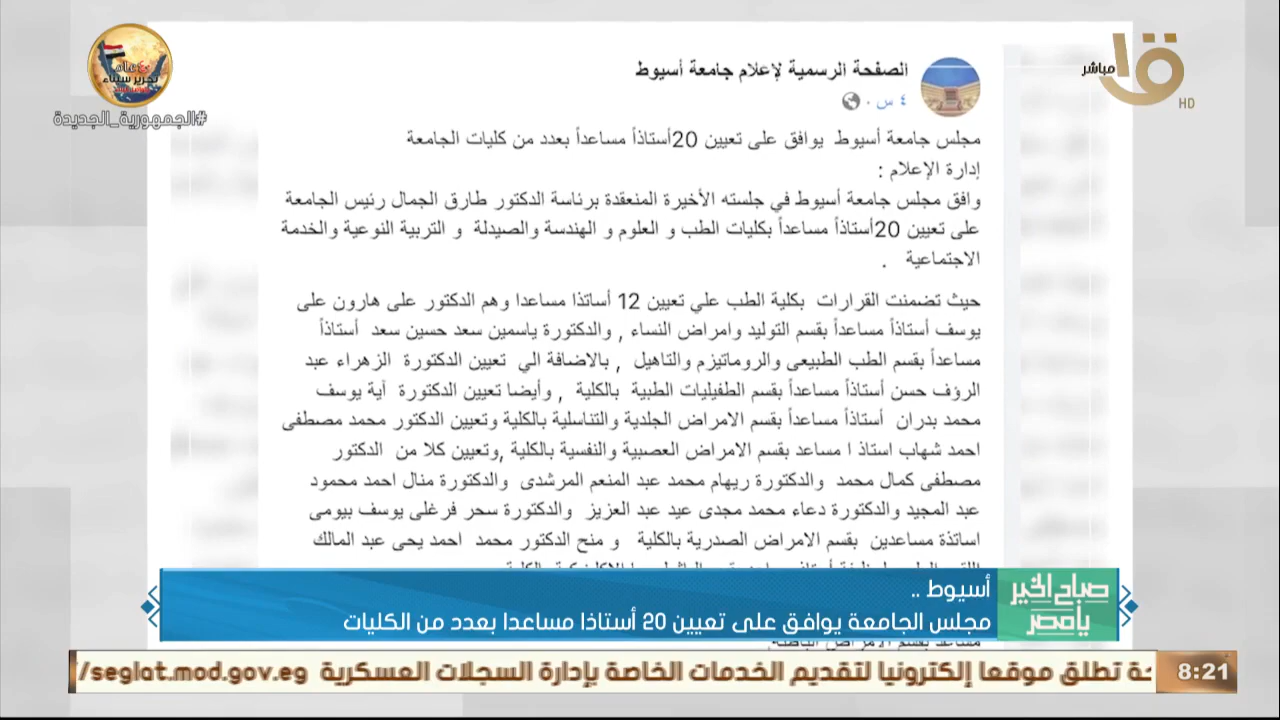 الصفحة الرسمية لإعلام جامعة أسيوط
٤ س ·
مجلس جامعة أسيوط يوافق على تعيين 20أستاذاً مساعداً بعدد من كليات الجامعة
إدارة الإعلام :
وافق مجلس جامعة أسيوط في جلسته الأخيرة المنعقدة برئاسة الدكتور طارق الجمال رئيس الجامعة
على تعيين 20أستاذاً مساعداً بكليات الطب و العلوم و الهندسة والصيدلة و التربية النوعية والخدمة
الاجتماعية .
حيث تضمنت القرارات بكلية الطب علي تعيين 12 أساتذا مساعدا وهم الدكتور على هارون على
يوسف أستاذاً مساعداً بقسم التوليد وامراض النساء , والدكتورة ياسمين سعد حسين سعد أستاذاً
مساعداً بقسم الطب الطبيعى والروماتيزم والتاهيل , بالاضافة الي تعيين الدكتورة الزهراء عبد
الرؤف حسن أستاذاً مساعداً بقسم الطفيليات الطبية بالكلية , وأيضا تعيين الدكتورة آية يوسف
محمد بدران أستاذاً مساعداً بقسم الامراض الجلدية والتناسلية بالكلية وتعيين الدكتور محمد مصطفى
احمد شهاب استاذ ا مساعد بقسم الامراض العصبية والنفسية بالكلية ,وتعيين كلا من الدكتور
مصطفى كمال محمد والدكتورة ريهام محمد عبد المنعم المرشدى والدكتورة منال احمد محمود
عبد المجيد والدكتورة دعاء محمد مجدى عيد عبد العزيز والدكتورة سحر فرغلى يوسف بيومى
اساتذة مساعدين بقسم الامراض الصدرية بالكلية و منح الدكتور محمد احمد يحى عبد المالك
مساعد بقسم الامراض الباطنة
مباشر
HD
تحرير سيناء
#الجمهورية_الجديدة
صباح الخير
يا مصر
أسيوط ..
مجلس الجامعة يوافق على تعيين 20 أستاذا مساعدا بعدد من الكليات
8:21
ة تطلق موقعا إلكترونيا لتقديم الخدمات الخاصة بإدارة السجلات العسكرية /seglat.mod.gov.eg